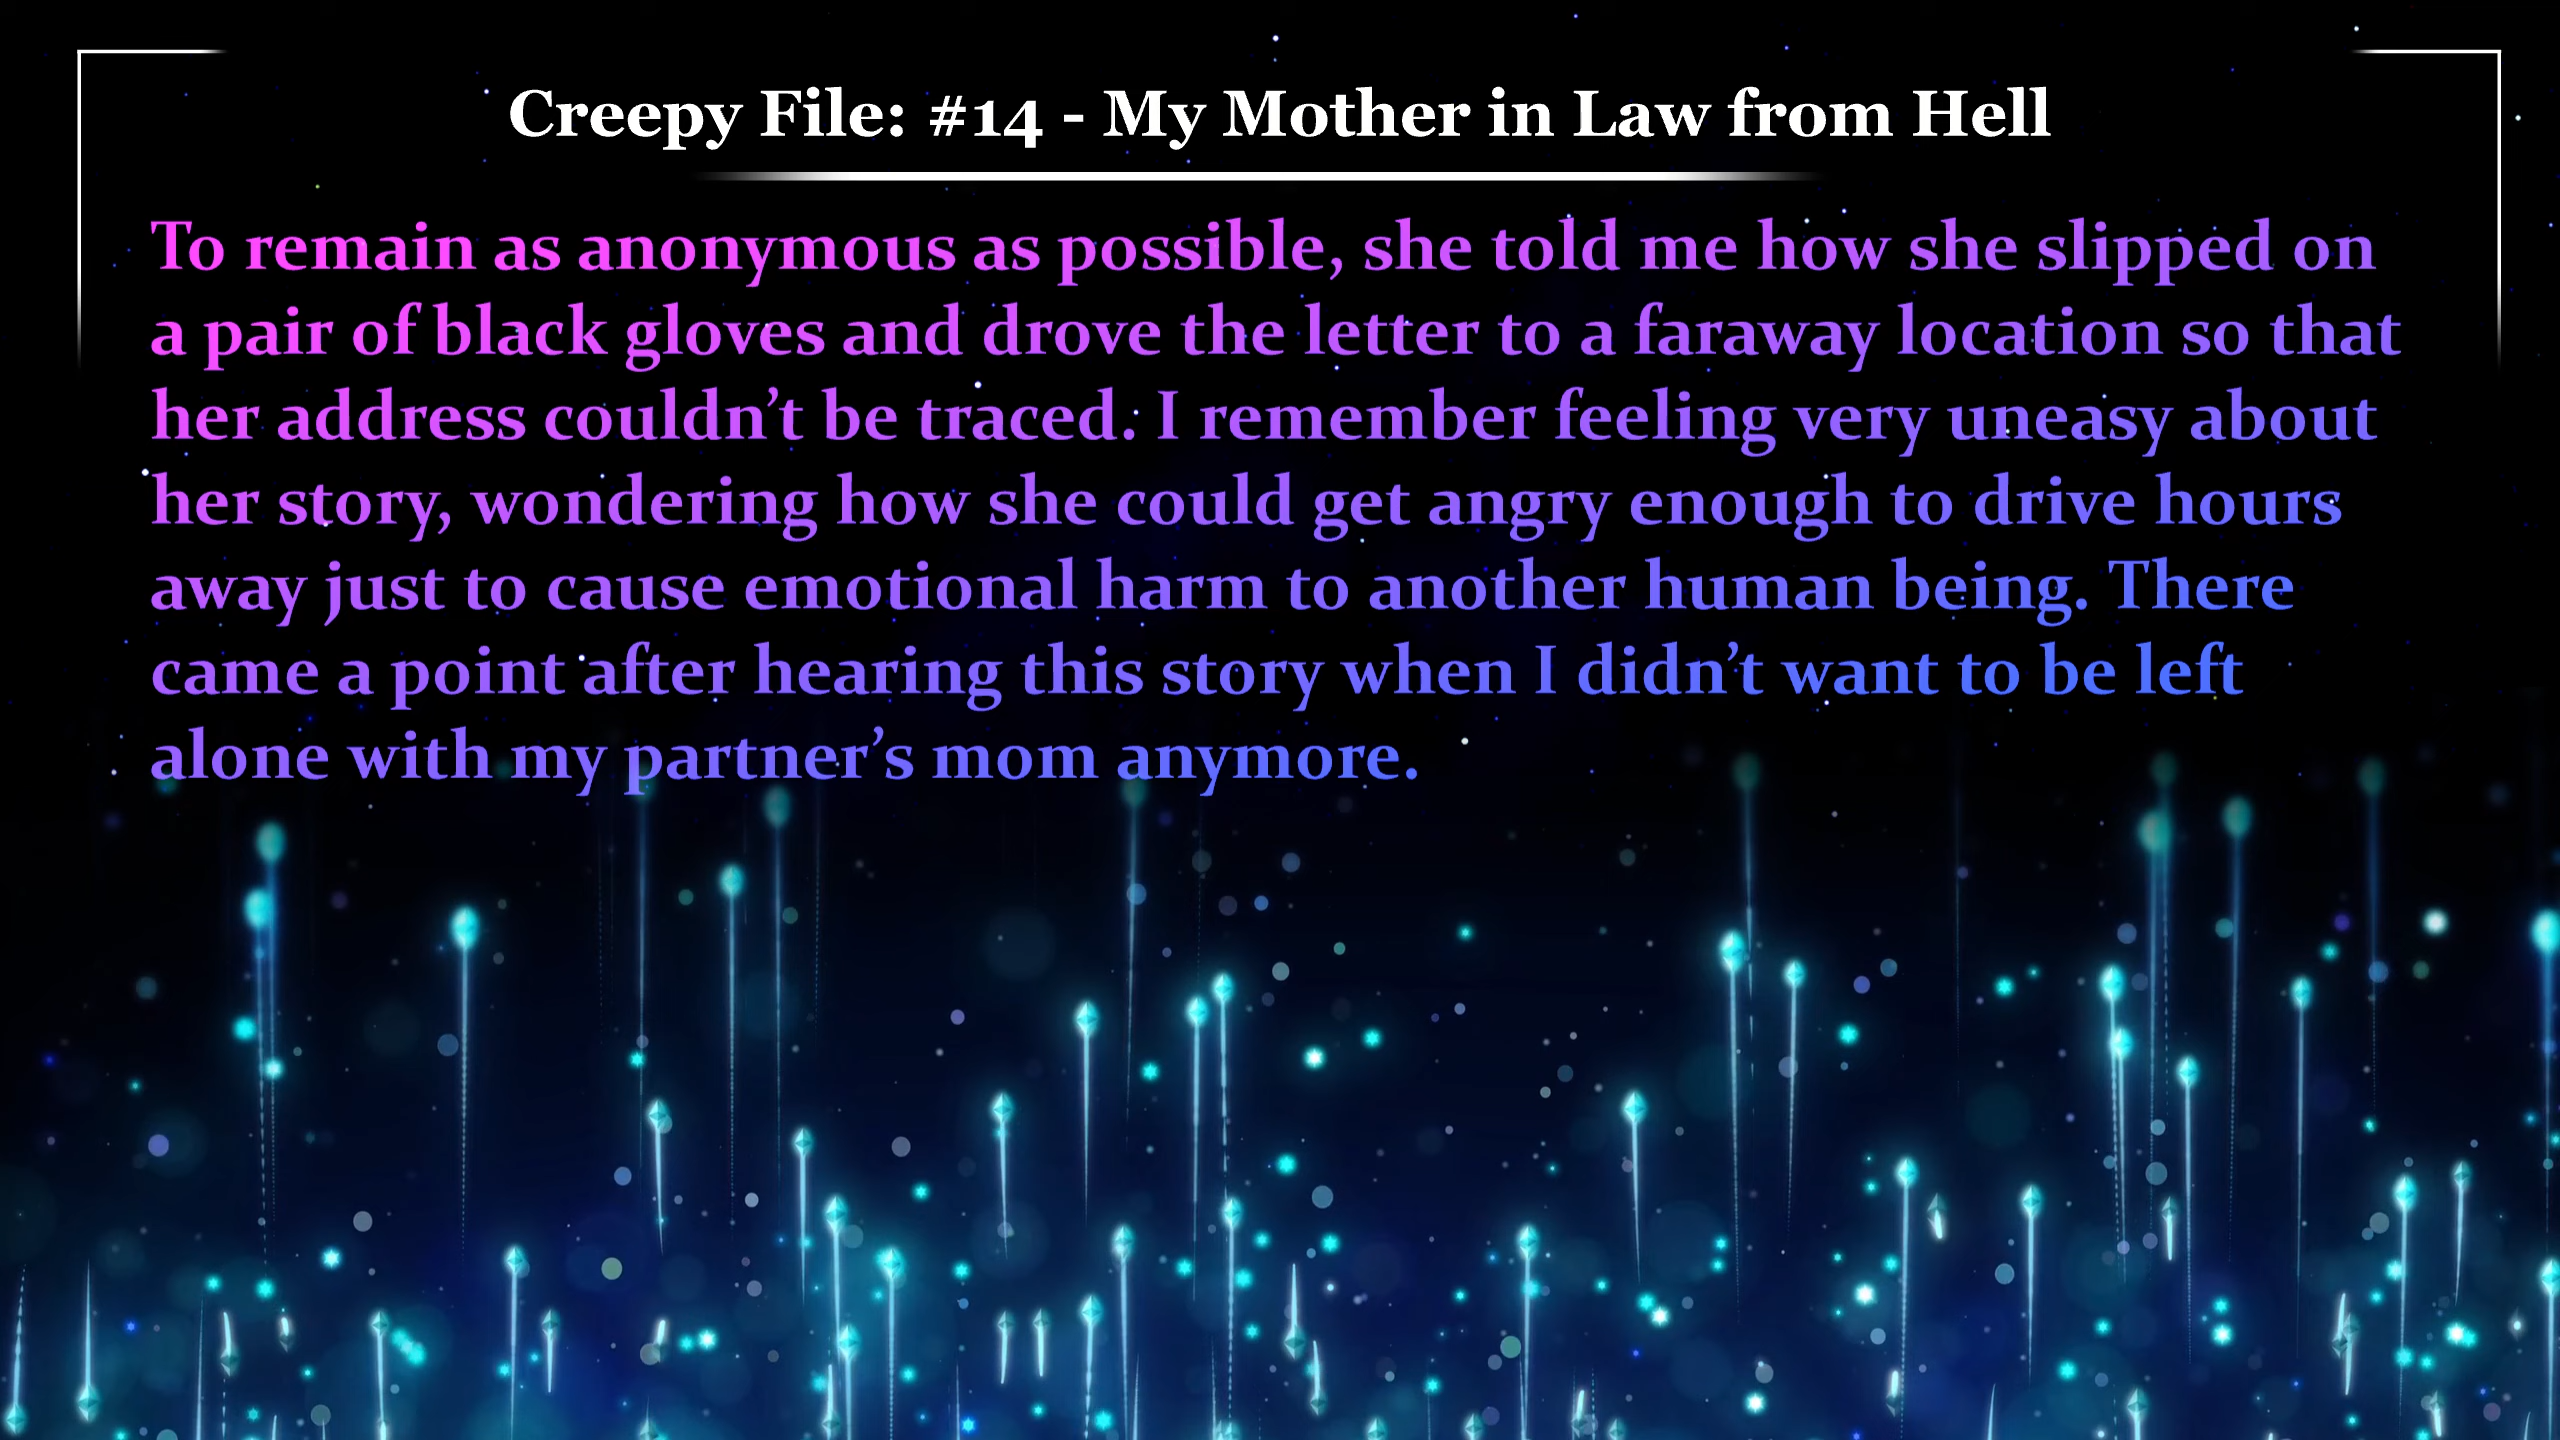 Creepy File: #14 - My Mother in Law from Hell
To remain as anonymous as possible, she told me how she slipped on
a pair of black gloves and drove the letter to a faraway location so that
her address couldn’t be traced. I remember feeling very uneasy about
her story, wondering how she could get angry enough to drive hours
away just to cause emotional harm to another human being. There
came a point after hearing this story when I didn’t want to be left
alone with my partner’s mom anymore.